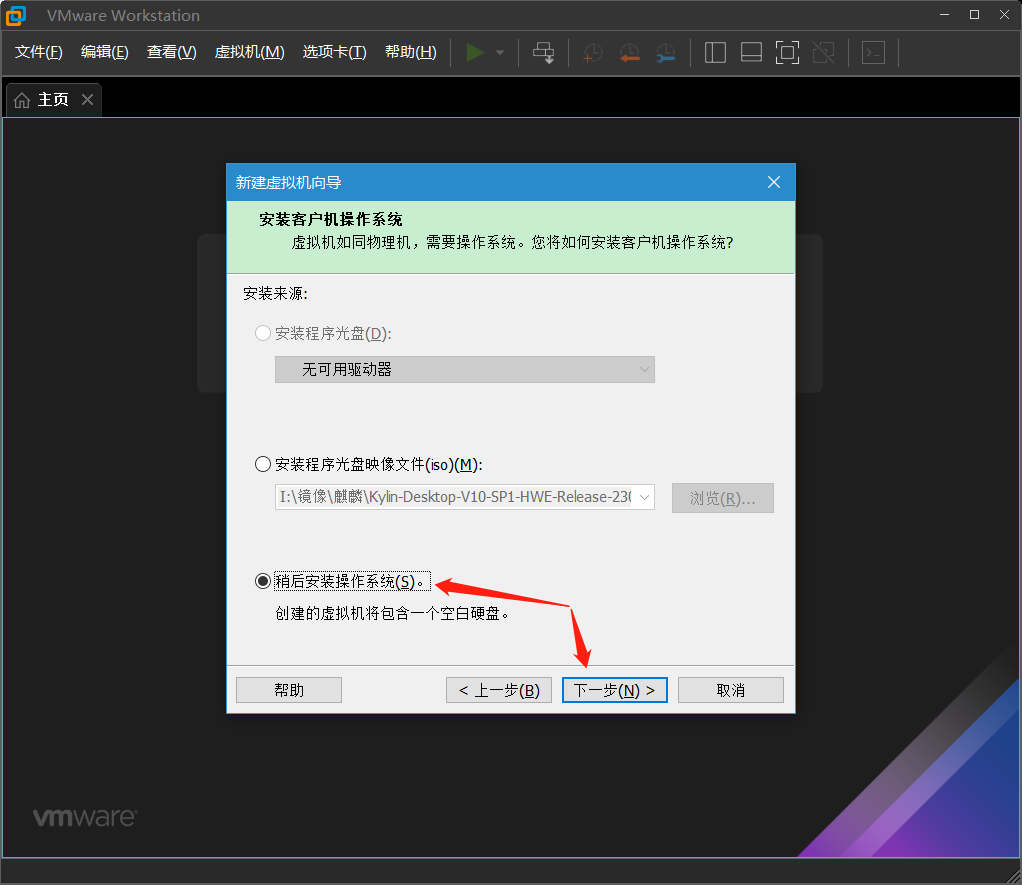 VMware Workstation
文件(F) 编辑(E) 查看(V) 虚拟机(M) 选项卡(T) 帮助(H)
主页
新建虚拟机向导
安装客户机操作系统
虚拟机如同物理机，需要操作系统。您将如何安装客户机操作系统?
安装来源:
安装程序光盘(D):
无可用驱动器
安装程序光盘映像文件(iso)(M):
I:\镜像\麒麟\Kylin-Desktop-V10-SP1-HWE-Release-230
浏览(R)...
稍后安装操作系统(S)。
创建的虚拟机将包含一个空白硬盘。
帮助 < 上一步(B) 下一步(N) > 取消
vmware